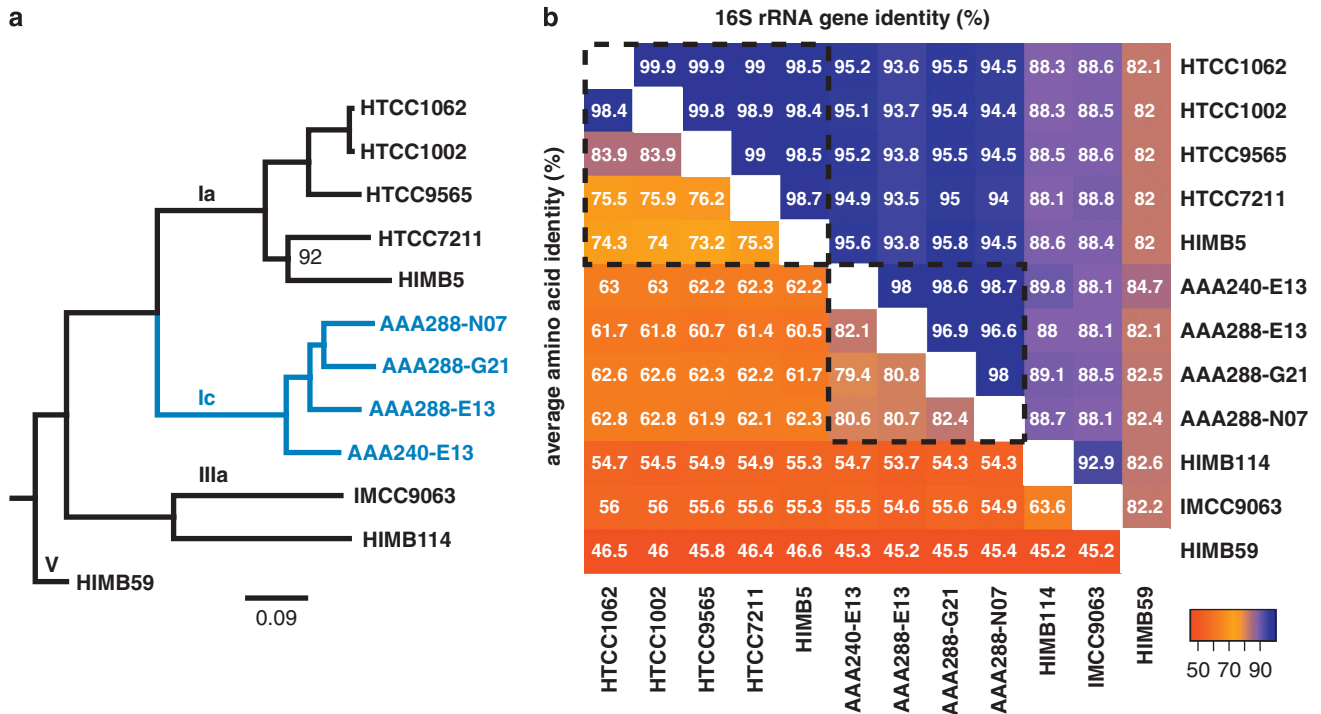 a
HTCC1062
HTCC1002
HTCC9565
Ia
HTCC7211
92
HIMB5
AAA288-N07
AAA288-G21
Ic
AAA288-E13
AAA240-E13
IIIa
IMCC9063
HIMB114
V
HIMB59
0.09
b
16S rRNA gene identity (%)
average amino acid identity (%)
99.9 99.9 99 98.5 95.2 93.6 95.5 94.5 88.3 88.6 82.1 HTCC1062
98.4 99.8 98.9 98.4 95.1 93.7 95.4 94.4 88.3 88.5 82 HTCC1002
83.9 83.9 99 98.5 95.2 93.8 95.5 94.5 88.5 88.6 82 HTCC9565
75.5 75.9 76.2 98.7 94.9 93.5 95 94 88.1 88.8 82 HTCC7211
74.3 74 73.2 75.3 95.6 93.8 95.8 94.5 88.6 88.4 82 HIMB5
63 63 62.2 62.3 62.2 98 98.6 98.7 89.8 88.1 84.7 AAA240-E13
61.7 61.8 60.7 61.4 60.5 82.1 96.9 96.6 88 88.1 82.1 AAA288-E13
62.6 62.6 62.3 62.2 61.7 79.4 80.8 98 89.1 88.5 82.5 AAA288-G21
62.8 62.8 61.9 62.1 62.3 80.6 80.7 82.4 88.7 88.1 82.4 AAA288-N07
54.7 54.5 54.9 54.9 55.3 54.7 53.7 54.3 54.3 92.9 82.6 HIMB114
56 56 55.6 55.6 55.3 55.5 54.6 55.6 54.9 63.6 82.2 IMCC9063
46.5 46 45.8 46.4 46.6 45.3 45.2 45.5 45.4 45.2 45.2 HIMB59
HTCC1062
HTCC1002
HTCC9565
HTCC7211
HIMB5
AAA240-E13
AAA288-E13
AAA288-G21
AAA288-N07
HIMB114
IMCC9063
HIMB59
50 70 90